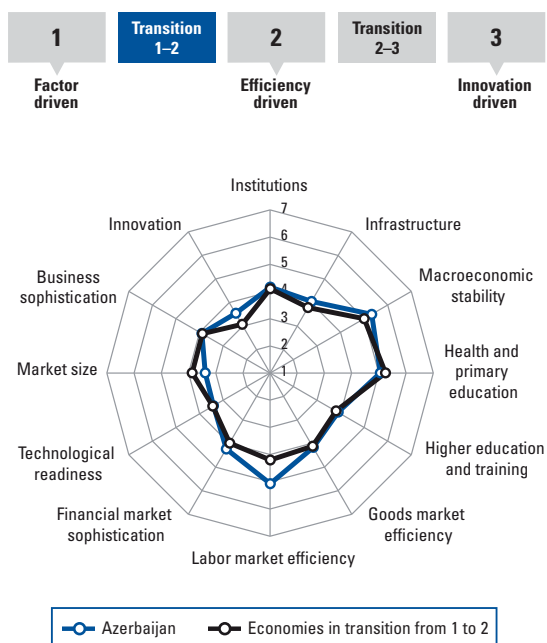 1
Transition
1–2
2
Transition
2–3
3
Factor
driven
Efficiency
driven
Innovation
driven
Institutions
7
Innovation
6
Infrastructure
5
Business
sophistication
4
Macroeconomic
stability
3
2
Market size
1
Health and
primary
education
Technological
readiness
Higher education
and training
Financial market
sophistication
Goods market
efficiency
Labor market efficiency
Azerbaijan
Economies in transition from 1 to 2